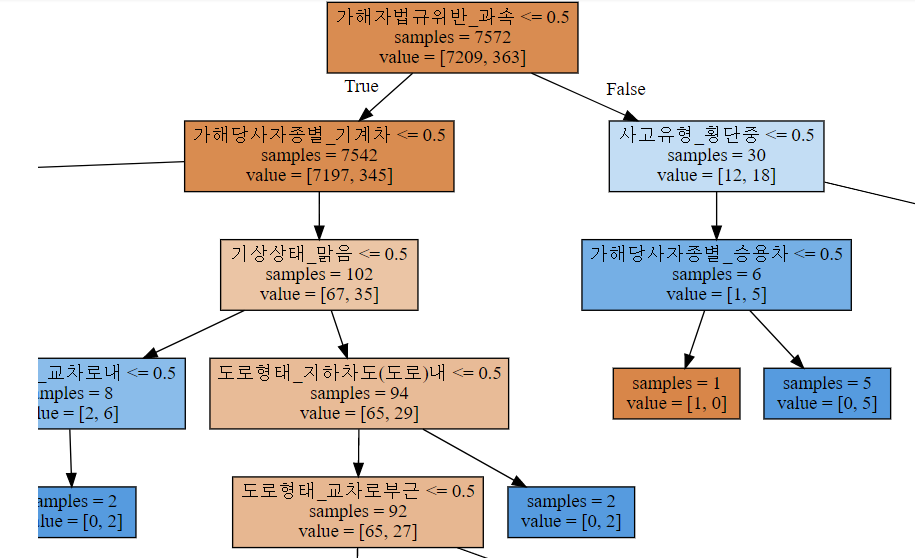 가해자법규위반_과속 <= 0.5
samples = 7572
value = [7209, 363]
True
False
가해당사자종별_기계차 <= 0.5
samples = 7542
value = [7197, 345]
사고유형_횡단중 <= 0.5
samples = 30
value = [12, 18]
기상상태_맑음 <= 0.5
samples = 102
value = [67, 35]
가해당사자종별_승용차 <= 0.5
samples = 6
value = [1, 5]
_교차로내 <= 0.5
amples = 8
lue = [2, 6]
도로형태_지하차도(도로)내 <= 0.5
samples = 94
value = [65, 29]
samples = 1
value = [1, 0]
samples = 5
value = [0, 5]
amples = 2
lue = [0, 2]
도로형태_교차로부근 <= 0.5
samples = 92
value = [65, 27]
samples = 2
value = [0, 2]